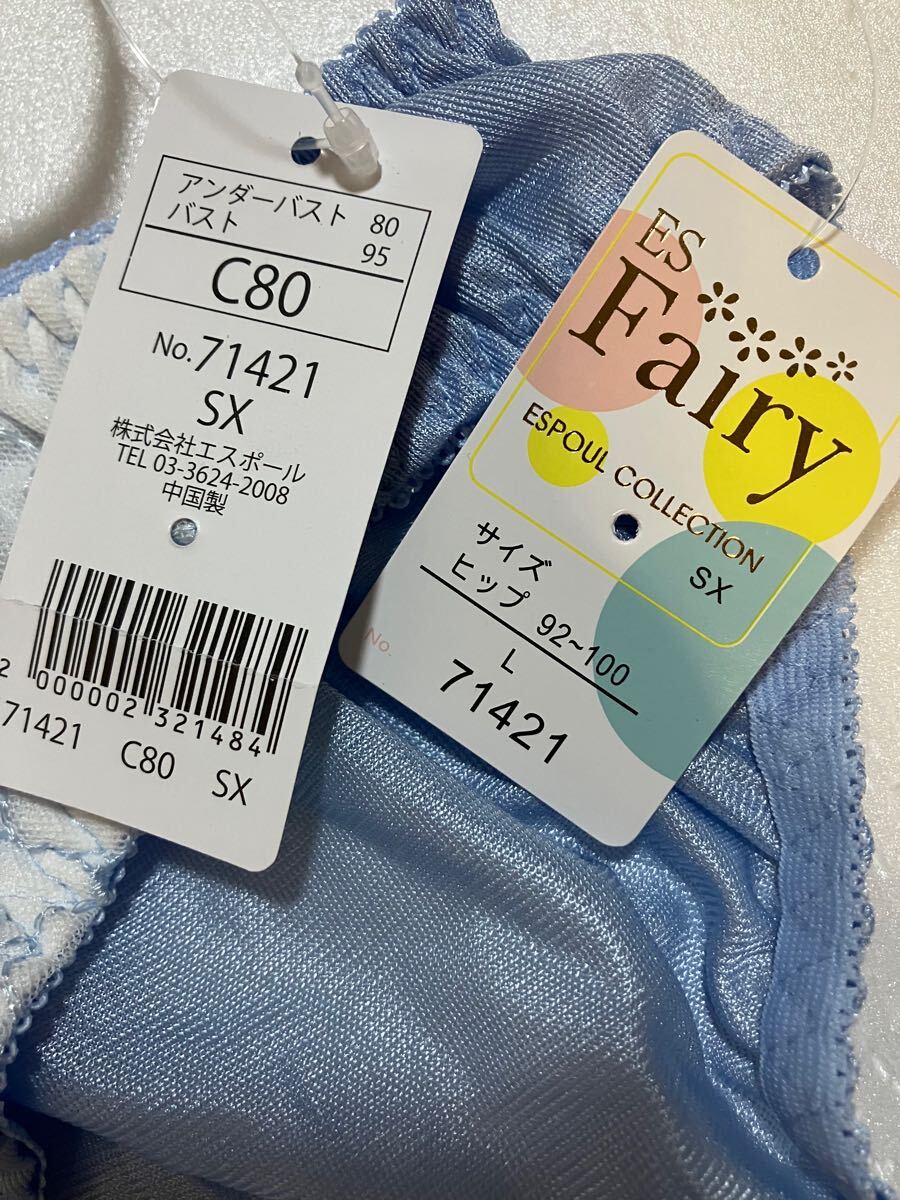 アンダーバスト 80
バスト 95
C80
No.71421
SX
株式会社エスポール
TEL 03-3624-2008
中国製
2
000002 321484
71421 C80 SX
ES
Fairy
ESPOUL COLLECTION
SX
サイズ
ヒップ 92~100
L
No.
71421